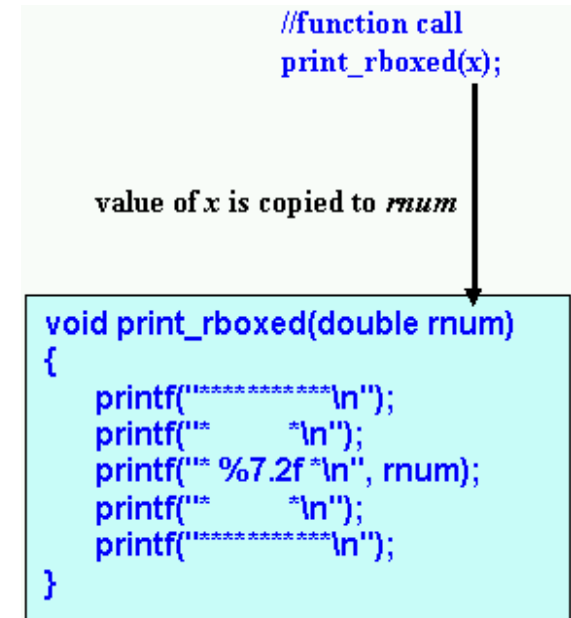 //function call
print_rboxed(x);
value of x is copied to rnum
void print_rboxed(double rnum)
{
    printf("***********\n");
    printf("*         *\n");
    printf("* %7.2f *\n", rnum);
    printf("*         *\n");
    printf("***********\n");
}